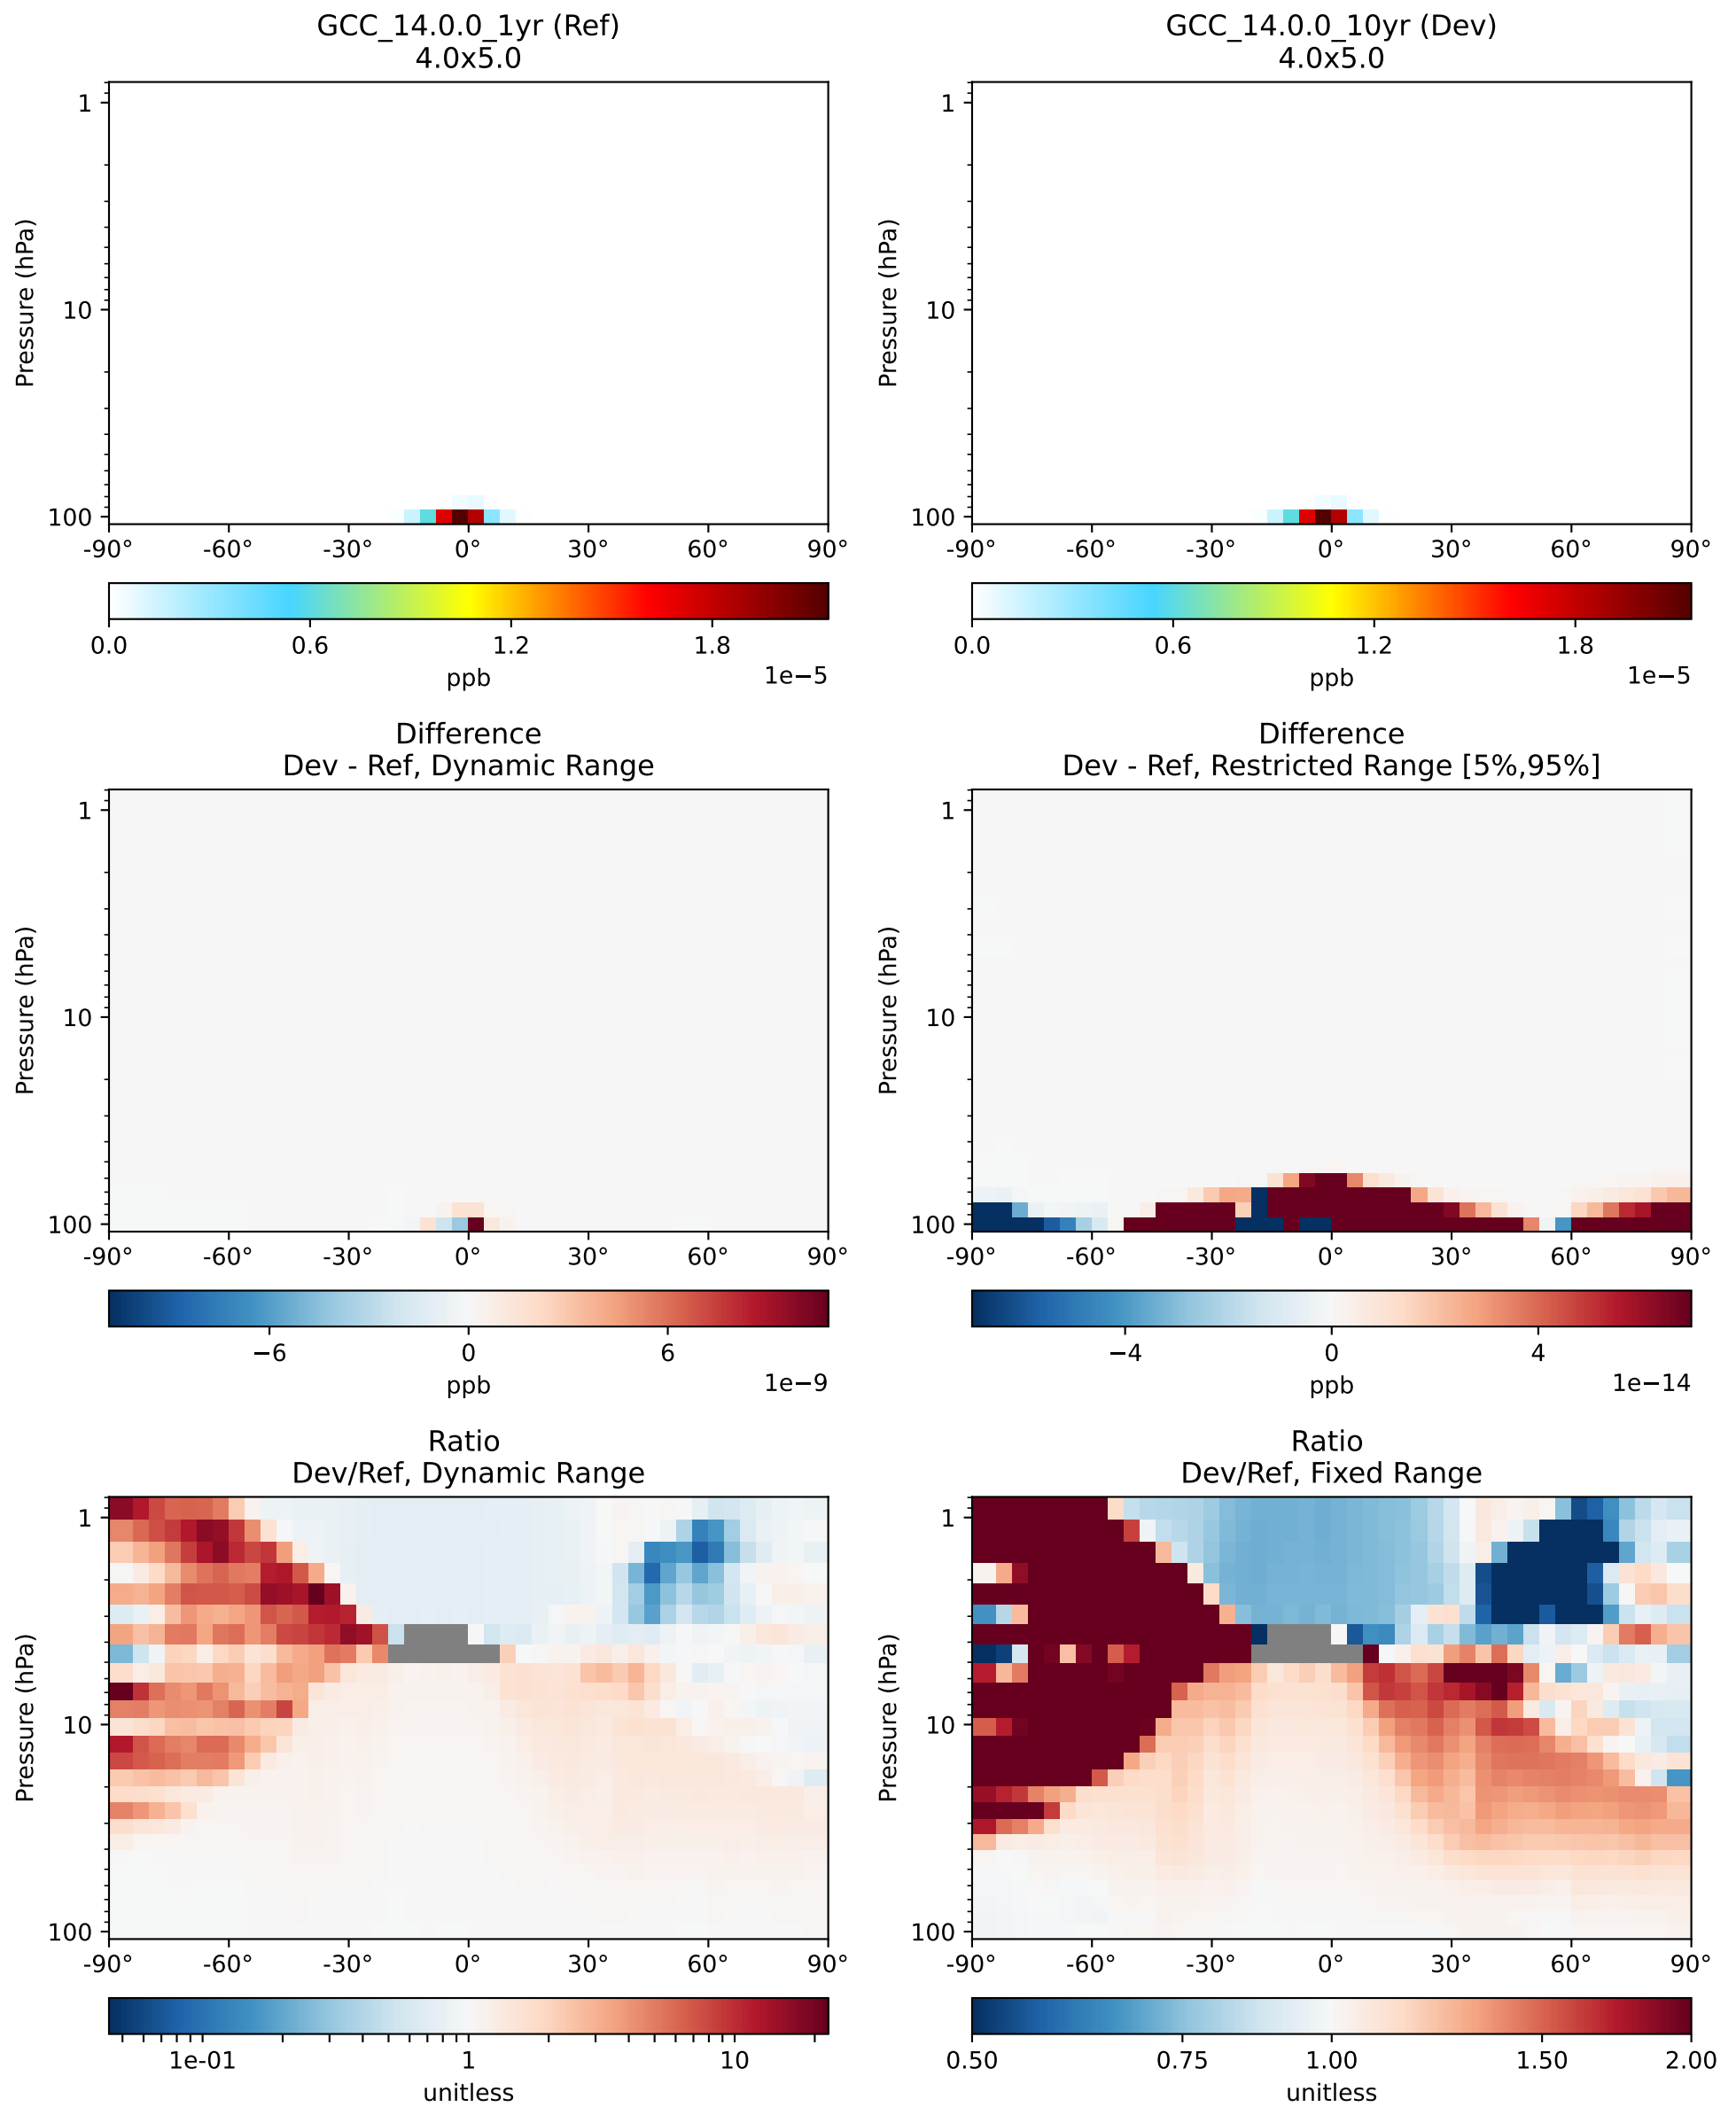 GCC_14.0.0_1yr (Ref)
4.0x5.0
Pressure (hPa)
1
10
100
-90° -60° -30° 0° 30° 60° 90°
0.0 0.6 1.2 1.8
1e−5
ppb
GCC_14.0.0_10yr (Dev)
4.0x5.0
Pressure (hPa)
1
10
100
-90° -60° -30° 0° 30° 60° 90°
0.0 0.6 1.2 1.8
1e−5
ppb
Difference
Dev - Ref, Dynamic Range
Pressure (hPa)
1
10
100
-90° -60° -30° 0° 30° 60° 90°
−6 0 6
1e−9
ppb
Difference
Dev - Ref, Restricted Range [5%,95%]
Pressure (hPa)
1
10
100
-90° -60° -30° 0° 30° 60° 90°
−4 0 4
1e−14
ppb
Ratio
Dev/Ref, Dynamic Range
Pressure (hPa)
1
10
100
-90° -60° -30° 0° 30° 60° 90°
1e-01 1 10
unitless
Ratio
Dev/Ref, Fixed Range
Pressure (hPa)
1
10
100
-90° -60° -30° 0° 30° 60° 90°
0.50 0.75 1.00 1.50 2.00
unitless